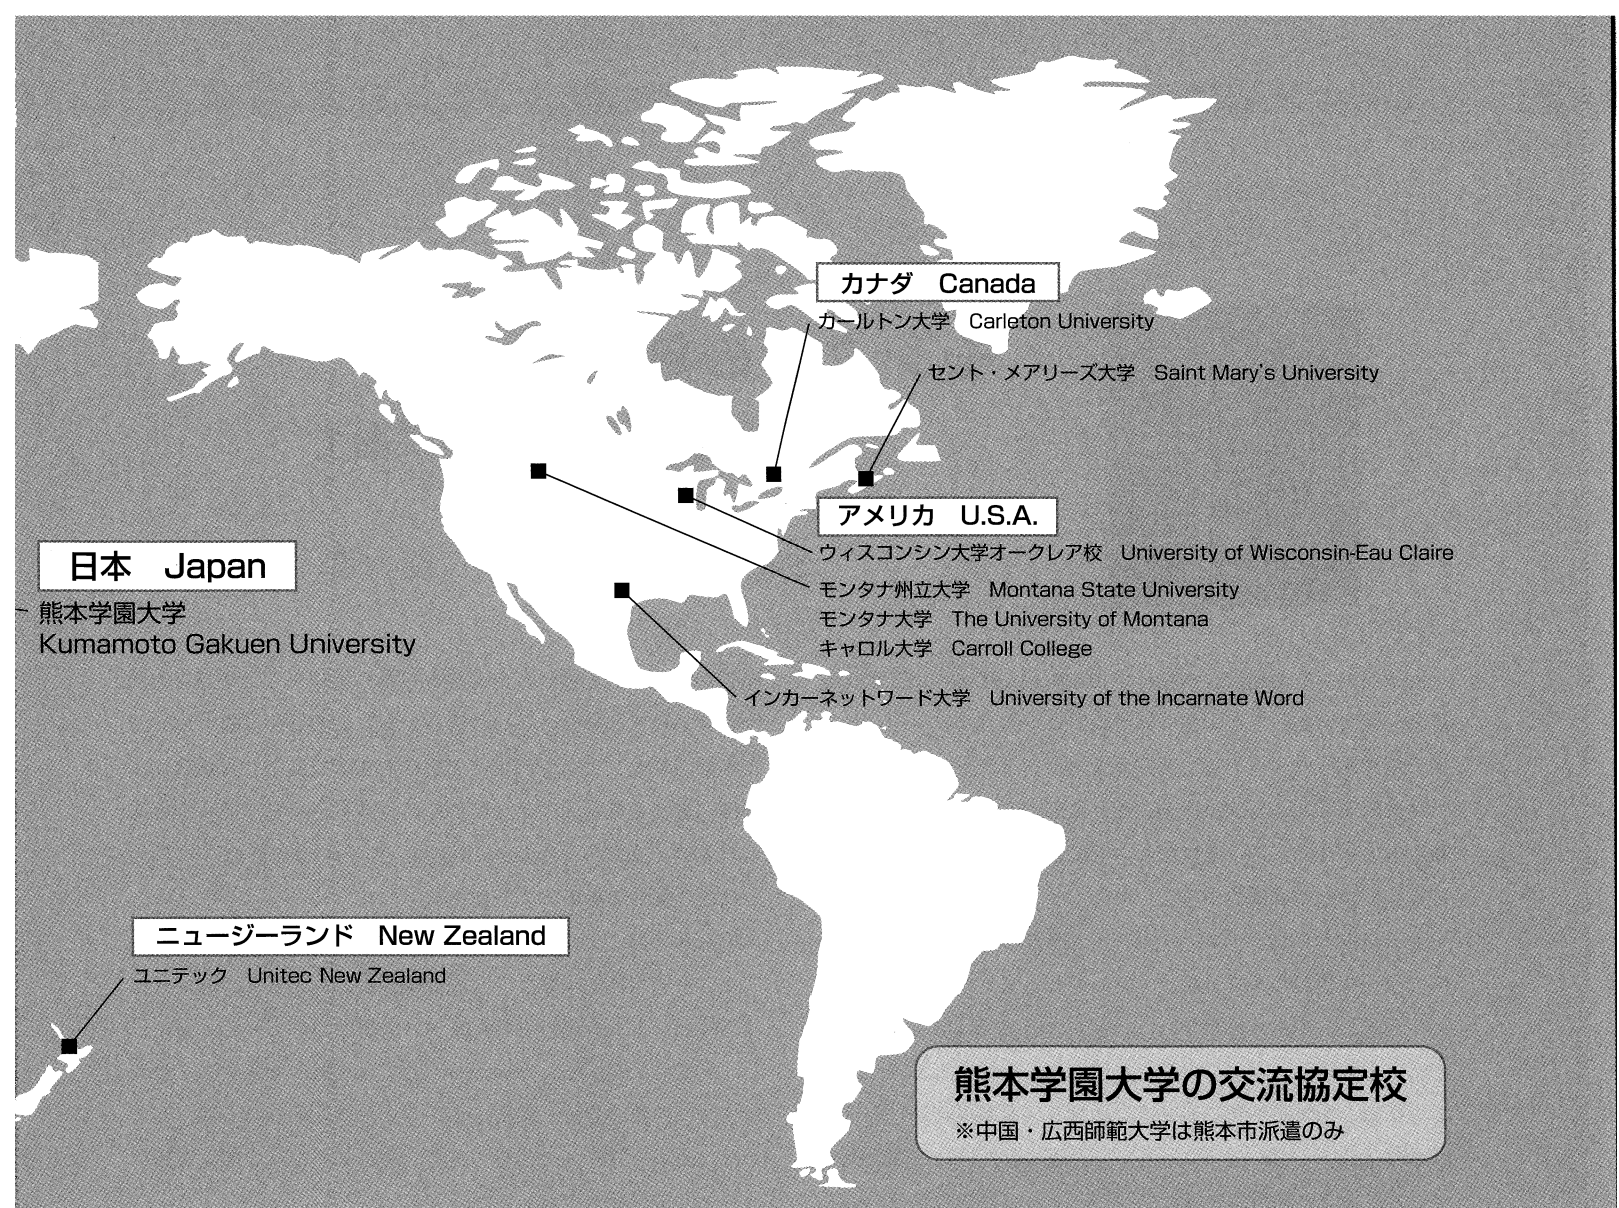 カナダ Canada
カールトン大学 Carleton University
セント・メアリーズ大学 Saint Mary's University
アメリカ U.S.A.
ウィスコンシン大学オークレア校 University of Wisconsin-Eau Claire
モンタナ州立大学 Montana State University
モンタナ大学 The University of Montana
キャロル大学 Carroll College
インカーネットワード大学 University of the Incarnate Word
日本 Japan
熊本学園大学
Kumamoto Gakuen University
ニュージーランド New Zealand
ユニテック Unitec New Zealand
熊本学園大学の交流協定校
※中国・広西師範大学は熊本市派遣のみ